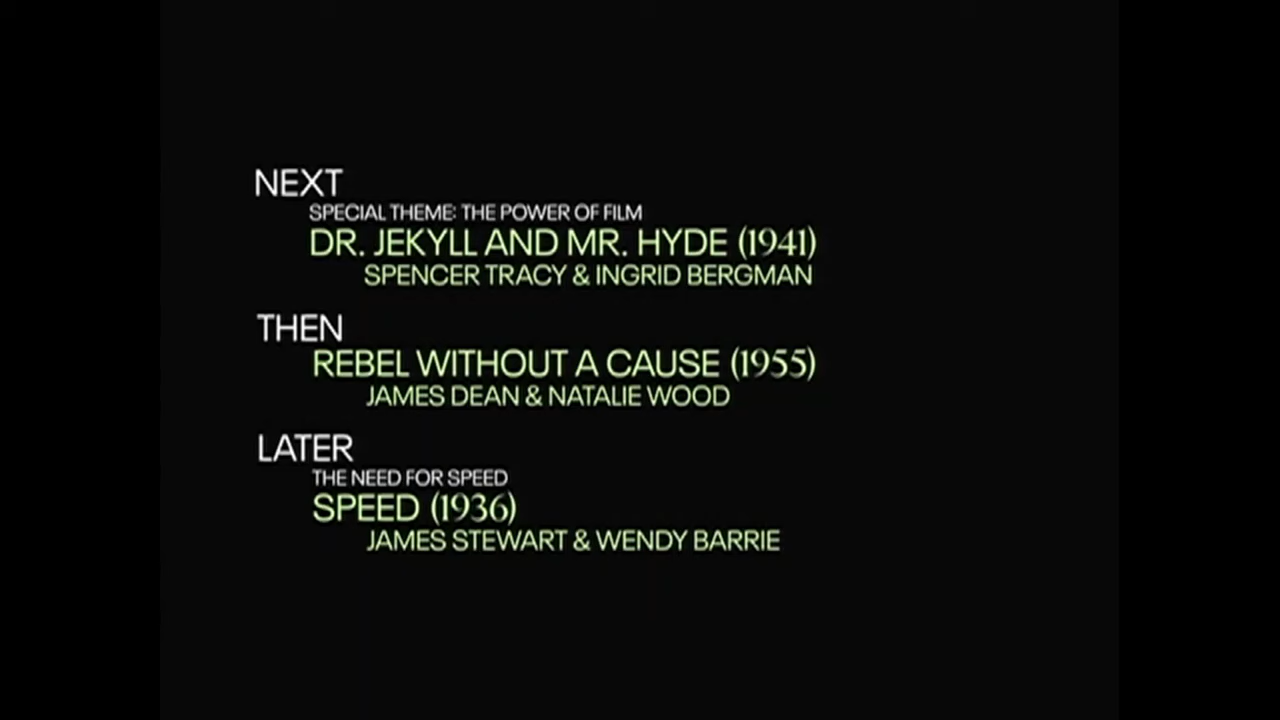 NEXT
SPECIAL THEME: THE POWER OF FILM
DR. JEKYLL AND MR. HYDE (1941)
SPENCER TRACY & INGRID BERGMAN
THEN
REBEL WITHOUT A CAUSE (1955)
JAMES DEAN & NATALIE WOOD
LATER
THE NEED FOR SPEED
SPEED (1936)
JAMES STEWART & WENDY BARRIE